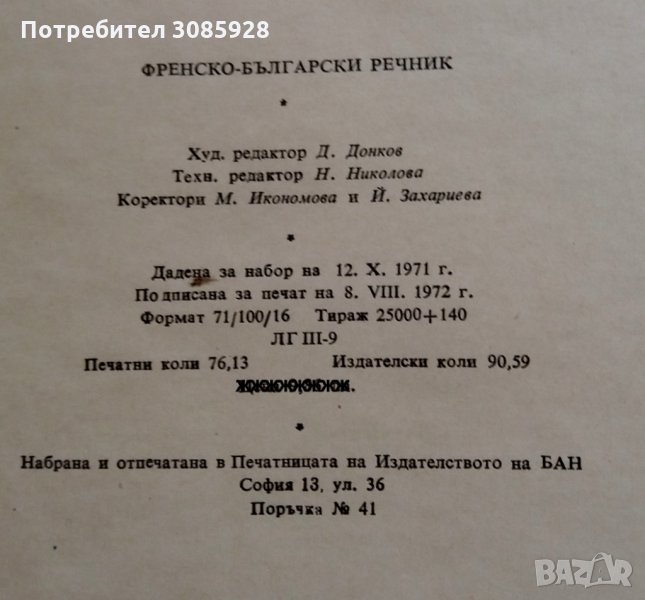 Потребител 3085928
ФРЕНСКО-БЪЛГАРСКИ РЕЧНИК
Худ. редактор Д. Донков
Техн. редактор Н. Николова
Коректори М. Икономова и Й. Захариева
Дадена за набор на 12. X. 1971 г.
Подписана за печат на 8. VIII. 1972 г.
Формат 71/100/16 Тираж 25000+140
ЛГ III-9
Печатни коли 76,13 Издателски коли 90,59
Набрана и отпечатана в Печатницата на Издателството на БАН
София 13, ул. 36
Поръчка № 41
BAZAR